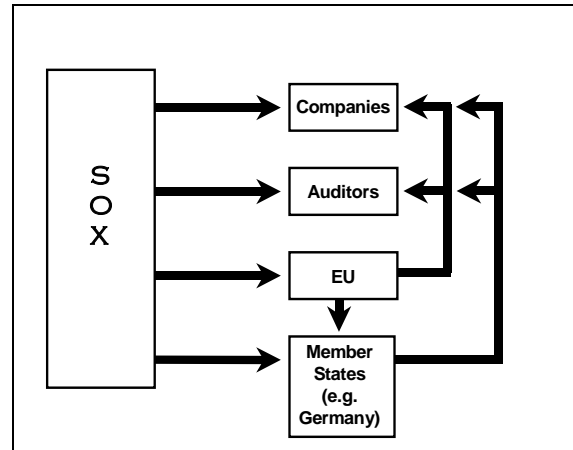 S
O
X
Companies
Auditors
EU
Member
States
(e.g.
Germany)